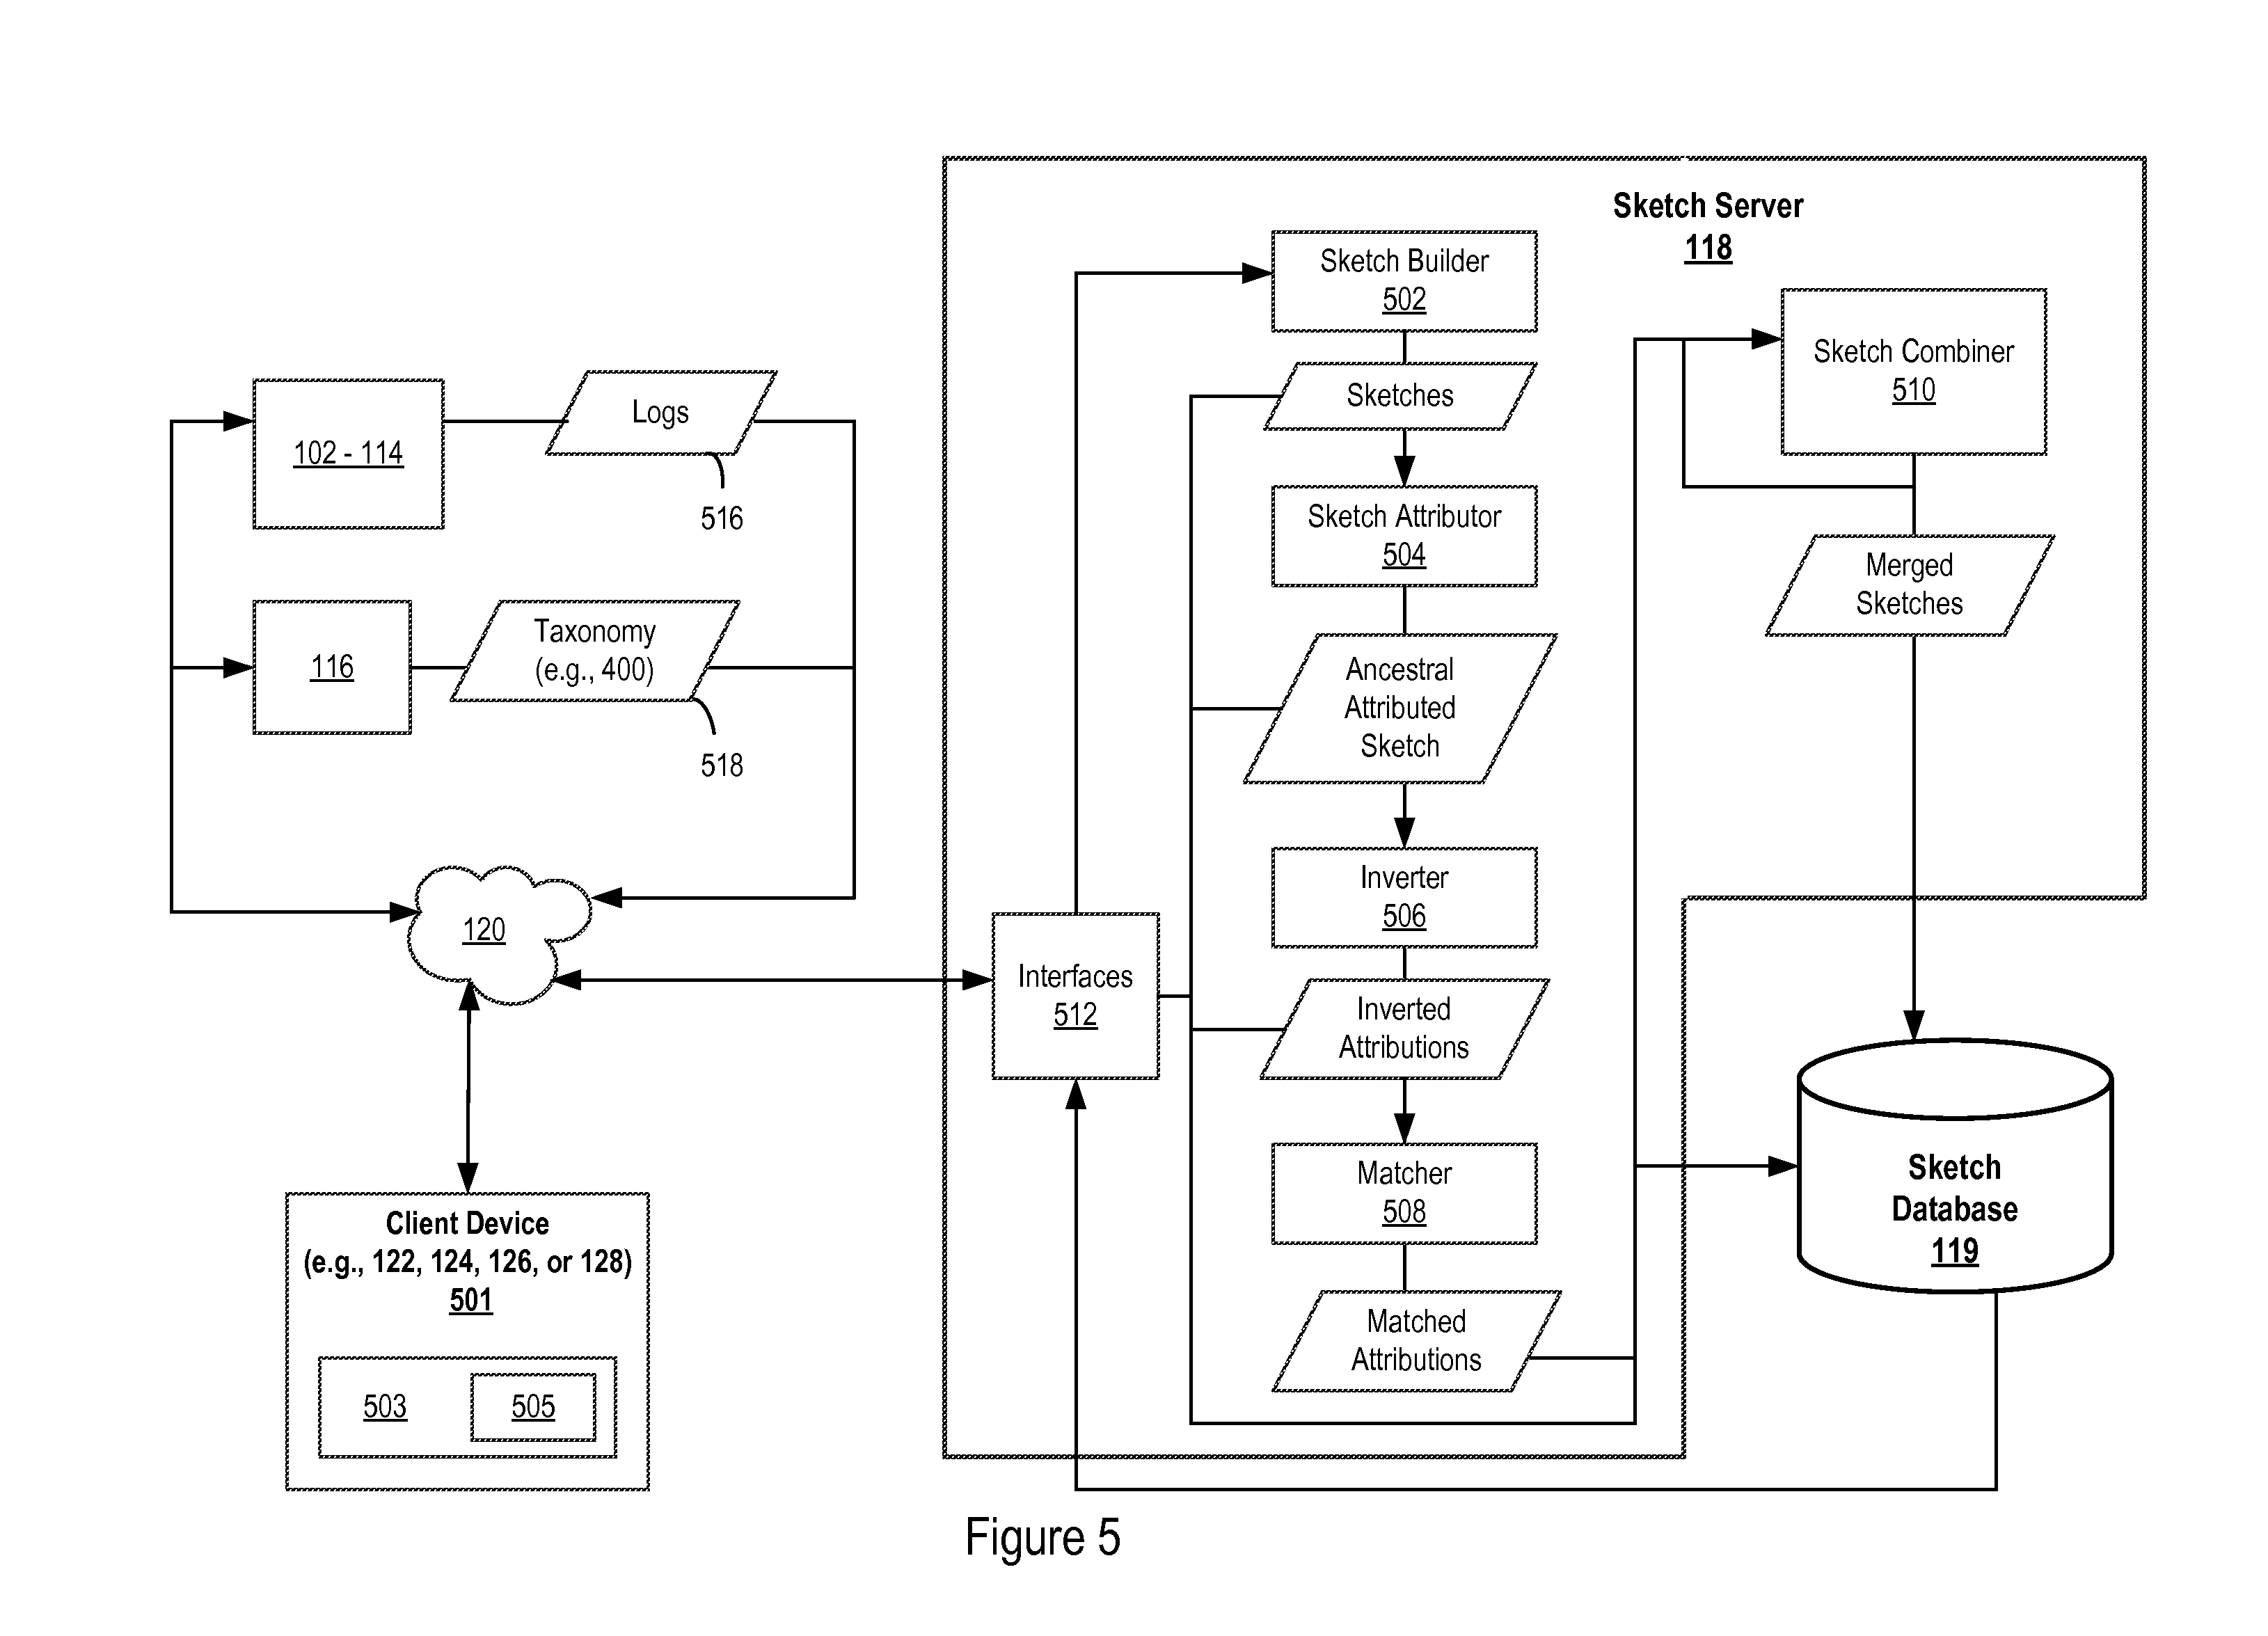 Sketch Server
118
Sketch Builder
502
Sketches
Sketch Attributor
504
Ancestral
Attributed
Sketch
Inverter
506
Inverted
Attributions
Matcher
508
Matched
Attributions
Sketch Combiner
510
Merged
Sketches
Sketch
Database
119
Interfaces
512
102 - 114
Logs
516
116
Taxonomy
(e.g., 400)
518
120
Client Device
(e.g., 122, 124, 126, or 128)
501
503
505
Figure 5